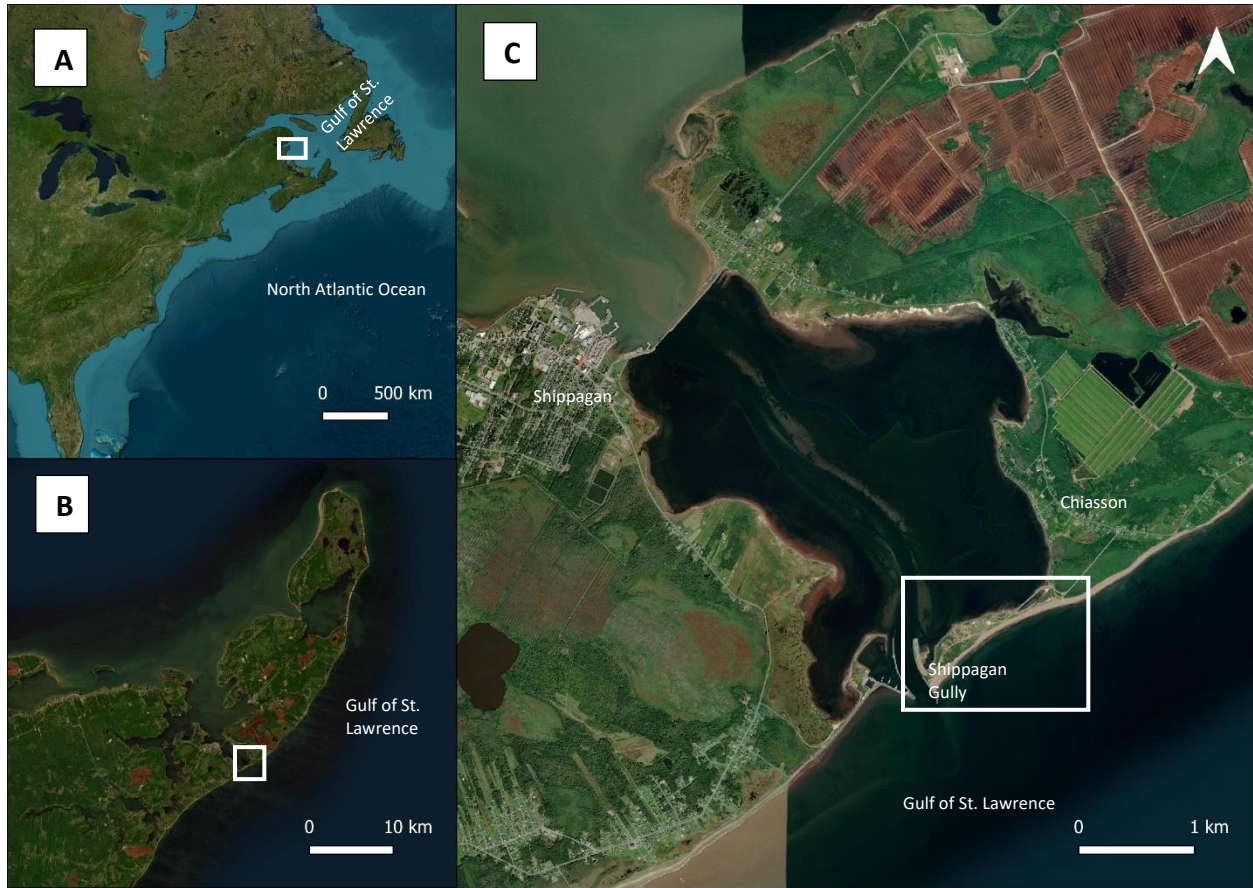 A
Gulf of St.
Lawrence
North Atlantic Ocean
0 500 km
B
Gulf of St.
Lawrence
0 10 km
C
Shippagan
Chiasson
Shippagan
Gully
Gulf of St. Lawrence
0 1 km